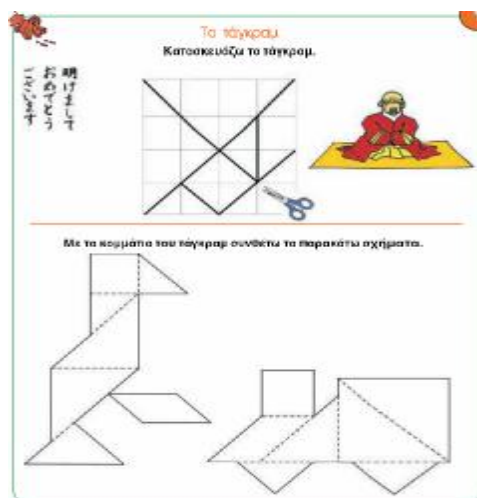 Το τάγκραμ
Κατασκευάζω το τάγκραμ.
明けまして
おめでとう
ございます
Με τα κομμάτια του τάγκραμ συνθέτω τα παρακάτω σχήματα.